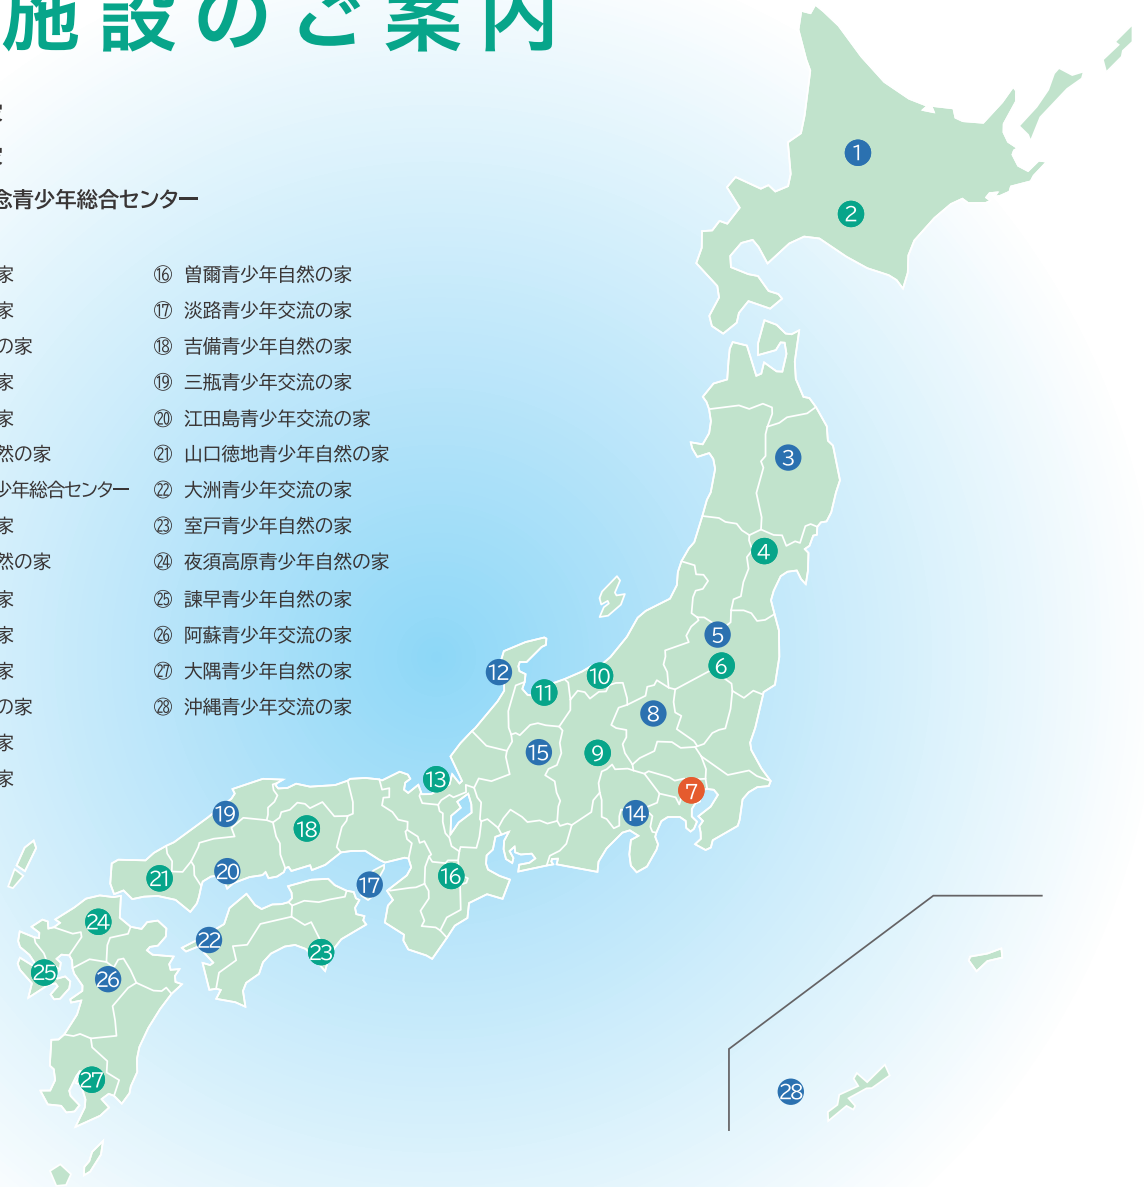 施設のご案内
家
家
念青少年総合センター
家
家
の家
家
家
然の家
少年総合センター
家
然の家
家
家
家
の家
家
家
⑯ 曽爾青少年自然の家
⑰ 淡路青少年交流の家
⑱ 吉備青少年自然の家
⑲ 三瓶青少年交流の家
⑳ 江田島青少年交流の家
㉑ 山口徳地青少年自然の家
㉒ 大洲青少年交流の家
㉓ 室戸青少年自然の家
㉔ 夜須高原青少年自然の家
㉕ 諫早青少年自然の家
㉖ 阿蘇青少年交流の家
㉗ 大隅青少年自然の家
㉘ 沖縄青少年交流の家
1
2
3
4
5
6
12
10
11
8
15
9
13
7
14
19
18
20
21
17
16
24
22
23
25
26
27
28